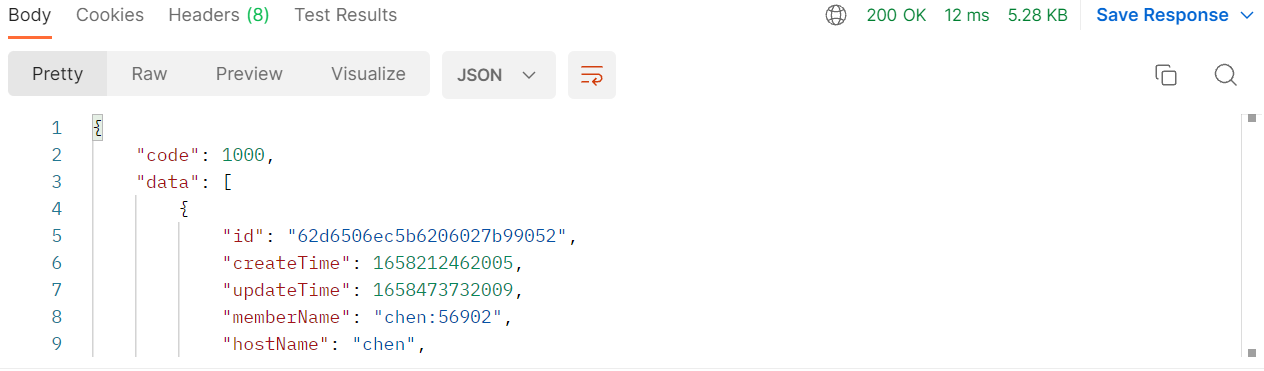 Body Cookies Headers (8) Test Results 200 OK 12 ms 5.28 KB Save Response
Pretty Raw Preview Visualize JSON
1 {
2 "code": 1000,
3 "data": [
4 {
5 "id": "62d6506ec5b6206027b99052",
6 "createTime": 1658212462005,
7 "updateTime": 1658473732009,
8 "memberName": "chen:56902",
9 "hostName": "chen",